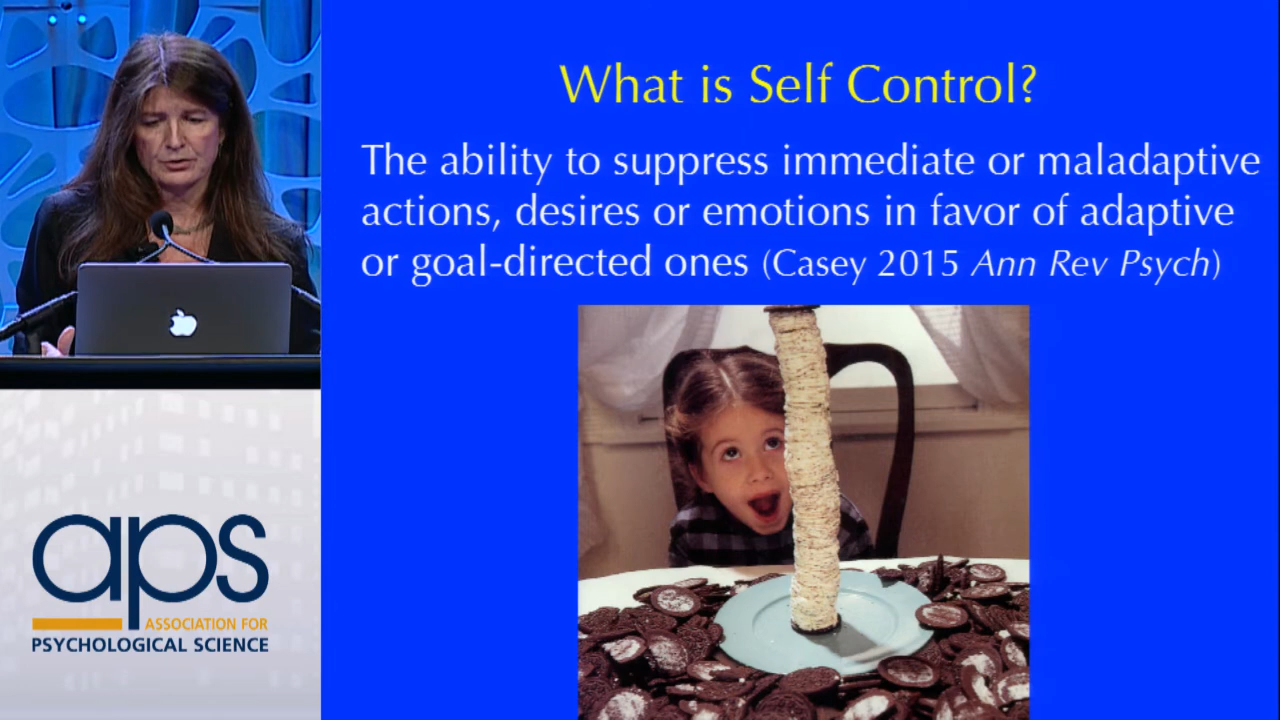 What is Self Control?
The ability to suppress immediate or maladaptive
actions, desires or emotions in favor of adaptive
or goal-directed ones (Casey 2015 Ann Rev Psych)
aps
ASSOCIATION FOR
PSYCHOLOGICAL SCIENCE